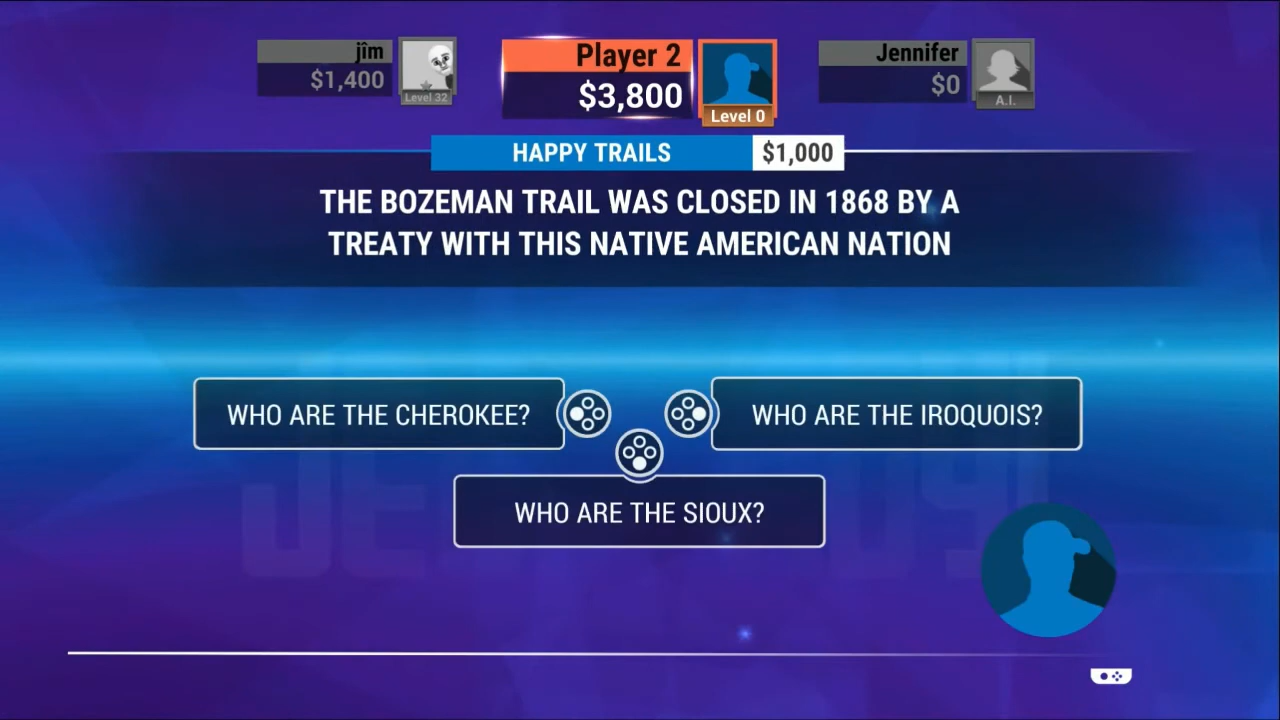 jîm
$1,400
Level 32
Player 2
$3,800
Level 0
Jennifer
$0
A.I.
HAPPY TRAILS
$1,000
THE BOZEMAN TRAIL WAS CLOSED IN 1868 BY A
TREATY WITH THIS NATIVE AMERICAN NATION
WHO ARE THE CHEROKEE?
WHO ARE THE IROQUOIS?
WHO ARE THE SIOUX?